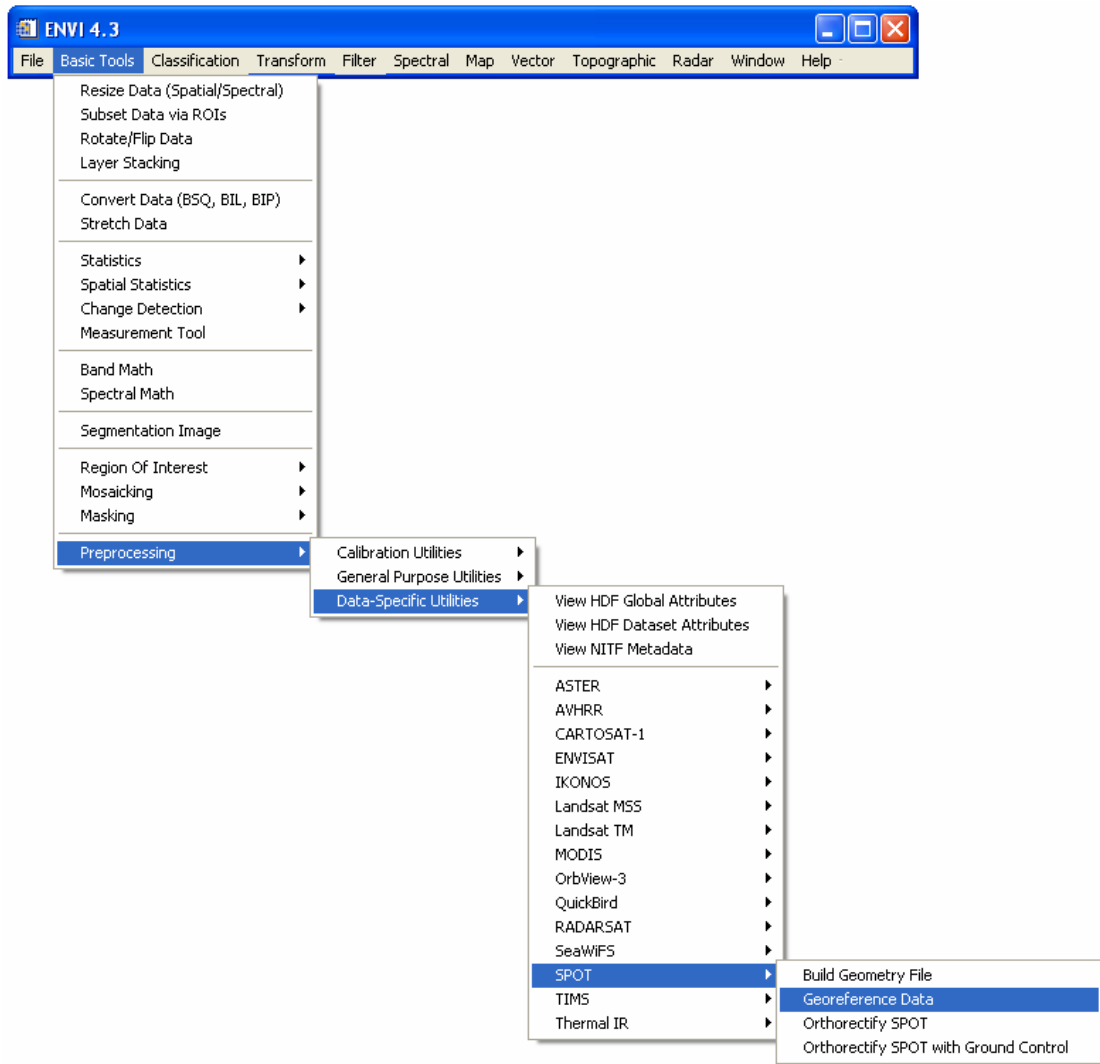 ENVI 4.3
File Basic Tools Classification Transform Filter Spectral Map Vector Topographic Radar Window Help
Resize Data (Spatial/Spectral)
Subset Data via ROIs
Rotate/Flip Data
Layer Stacking
Convert Data (BSQ, BIL, BIP)
Stretch Data
Statistics
Spatial Statistics
Change Detection
Measurement Tool
Band Math
Spectral Math
Segmentation Image
Region Of Interest
Mosaicking
Masking
Preprocessing
Calibration Utilities
General Purpose Utilities
Data-Specific Utilities
View HDF Global Attributes
View HDF Dataset Attributes
View NITF Metadata
ASTER
AVHRR
CARTOSAT-1
ENVISAT
IKONOS
Landsat MSS
Landsat TM
MODIS
OrbView-3
QuickBird
RADARSAT
SeaWiFS
SPOT
TIMS
Thermal IR
Build Geometry File
Georeference Data
Orthorectify SPOT
Orthorectify SPOT with Ground Control